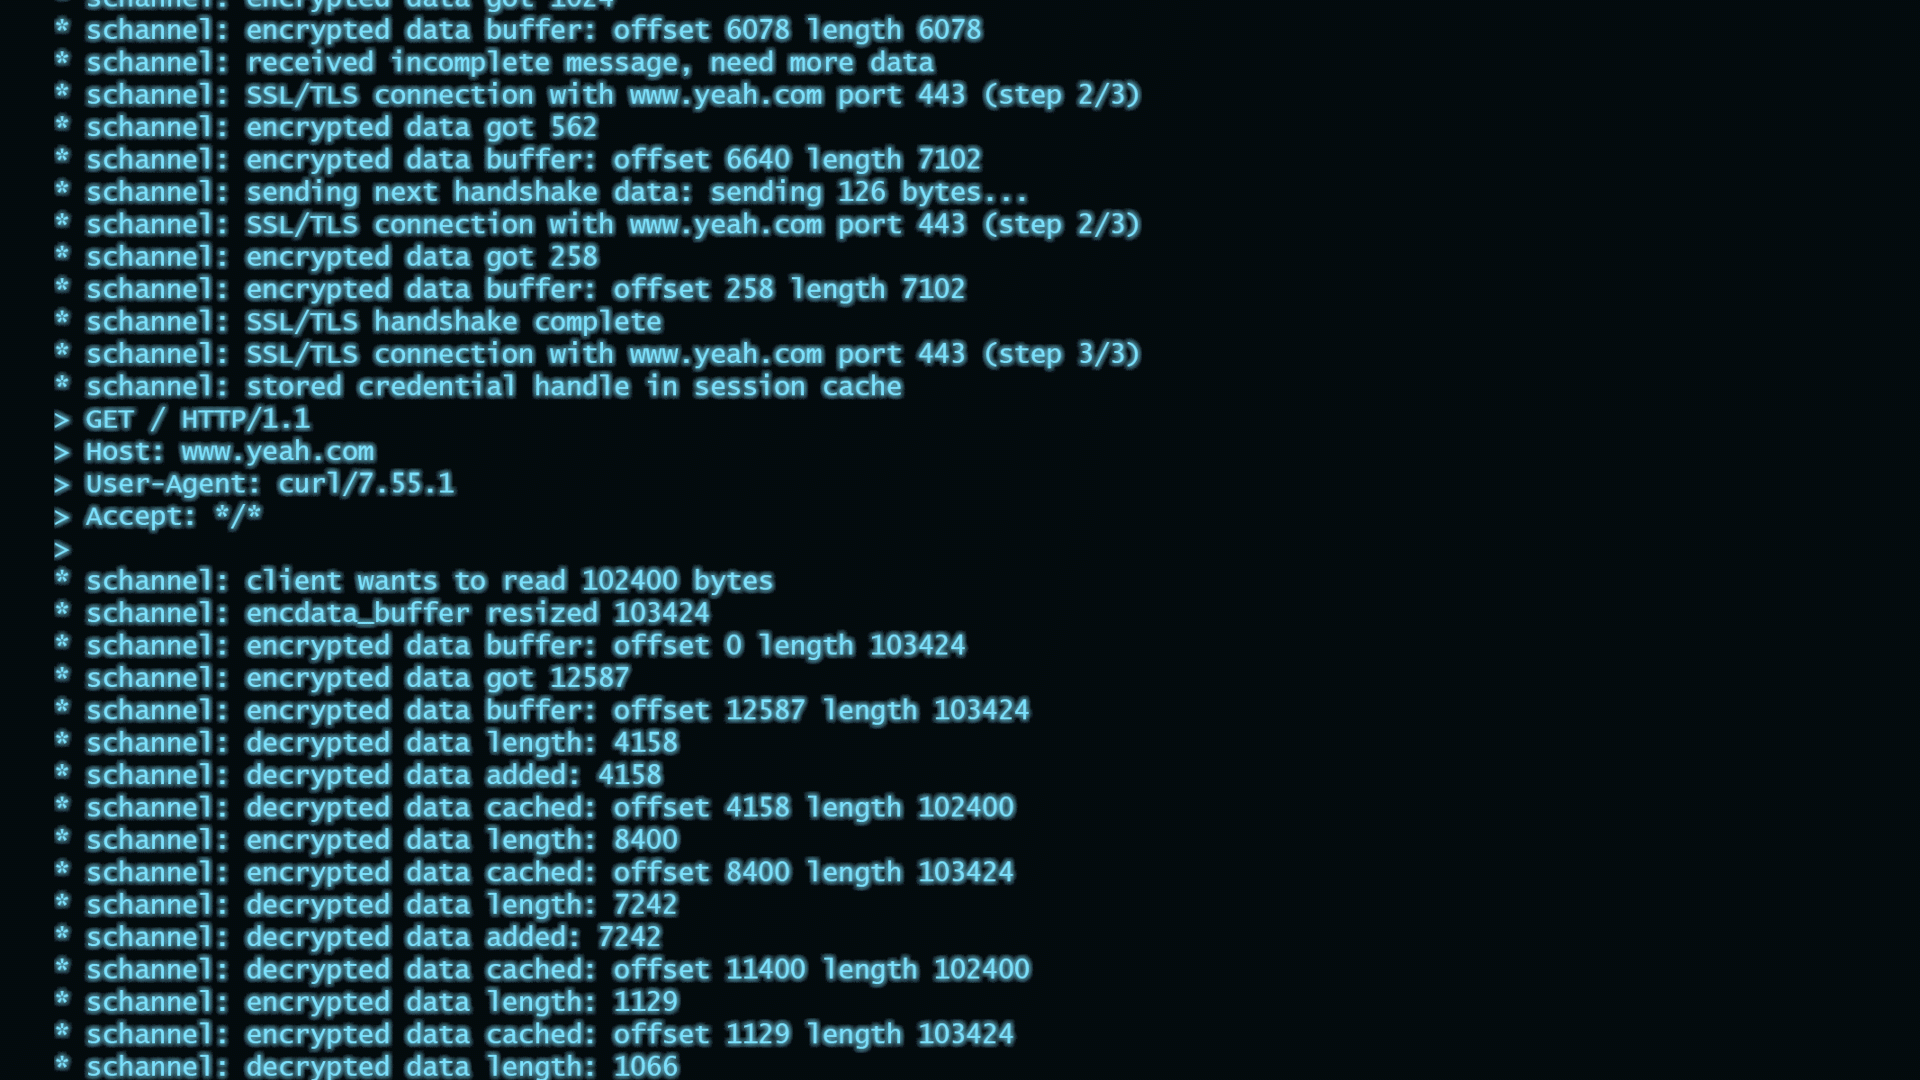 * schannel: encrypted data got 1024
* schannel: encrypted data buffer: offset 6078 length 6078
* schannel: received incomplete message, need more data
* schannel: SSL/TLS connection with www.yeah.com port 443 (step 2/3)
* schannel: encrypted data got 562
* schannel: encrypted data buffer: offset 6640 length 7102
* schannel: sending next handshake data: sending 126 bytes...
* schannel: SSL/TLS connection with www.yeah.com port 443 (step 2/3)
* schannel: encrypted data got 258
* schannel: encrypted data buffer: offset 258 length 7102
* schannel: SSL/TLS handshake complete
* schannel: SSL/TLS connection with www.yeah.com port 443 (step 3/3)
* schannel: stored credential handle in session cache
> GET / HTTP/1.1
> Host: www.yeah.com
> User-Agent: curl/7.55.1
> Accept: */*
>
* schannel: client wants to read 102400 bytes
* schannel: encdata_buffer resized 103424
* schannel: encrypted data buffer: offset 0 length 103424
* schannel: encrypted data got 12587
* schannel: encrypted data buffer: offset 12587 length 103424
* schannel: decrypted data length: 4158
* schannel: decrypted data added: 4158
* schannel: decrypted data cached: offset 4158 length 102400
* schannel: encrypted data length: 8400
* schannel: encrypted data cached: offset 8400 length 103424
* schannel: decrypted data length: 7242
* schannel: decrypted data added: 7242
* schannel: decrypted data cached: offset 11400 length 102400
* schannel: encrypted data length: 1129
* schannel: encrypted data cached: offset 1129 length 103424
* schannel: decrypted data length: 1066